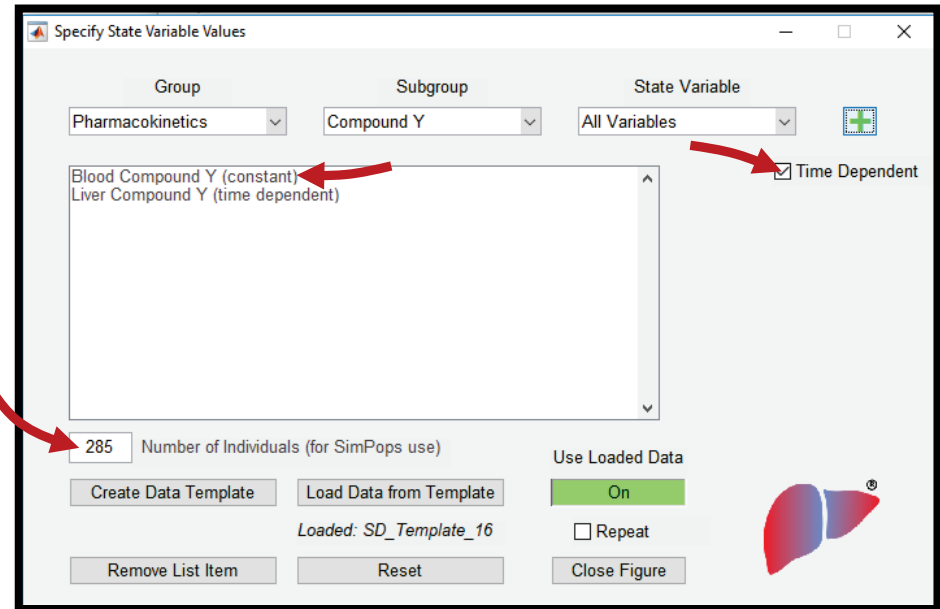 Specify State Variable Values
Group Subgroup State Variable
Pharmacokinetics Compound Y All Variables
Time Dependent
Blood Compound Y (constant)
Liver Compound Y (time dependent)
285 Number of Individuals (for SimPops use)
Use Loaded Data
Create Data Template Load Data from Template On
Loaded: SD_Template_16 Repeat
Remove List Item Reset Close Figure
®